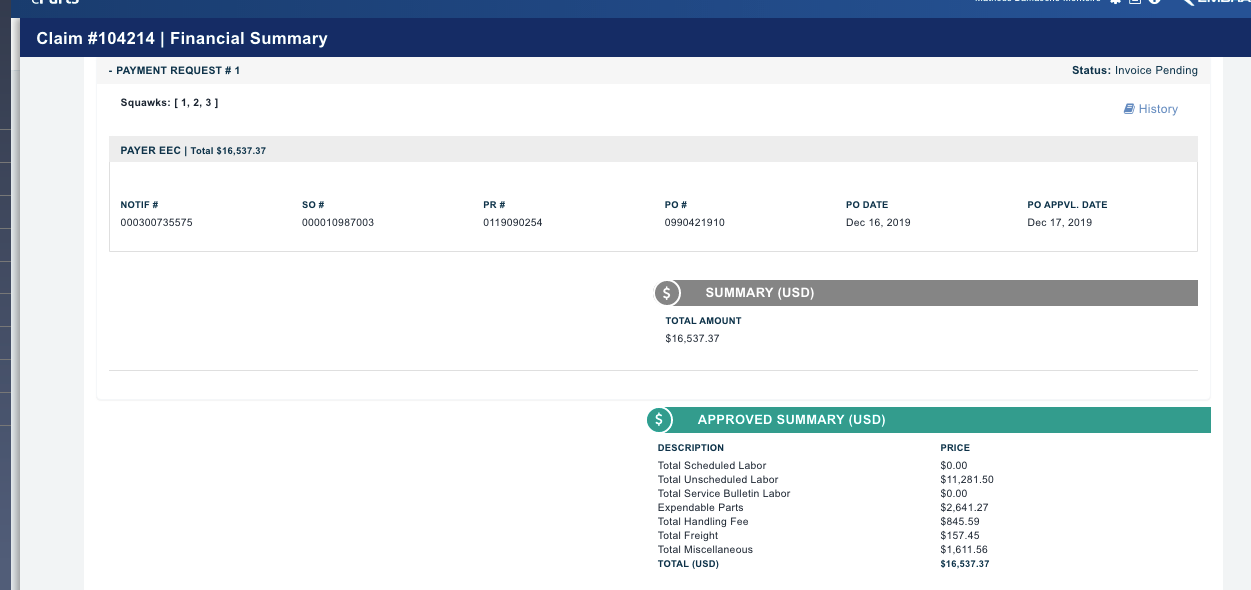 eParts
Claim #104214 | Financial Summary
- PAYMENT REQUEST # 1
Status: Invoice Pending
Squawks: [ 1, 2, 3 ]
History
PAYER EEC | Total $16,537.37
NOTIF # SO # PR # PO # PO DATE PO APPVL. DATE
000300735575 000010987003 0119090254 0990421910 Dec 16, 2019 Dec 17, 2019
$ SUMMARY (USD)
TOTAL AMOUNT
$16,537.37
$ APPROVED SUMMARY (USD)
DESCRIPTION PRICE
Total Scheduled Labor $0.00
Total Unscheduled Labor $11,281.50
Total Service Bulletin Labor $0.00
Expendable Parts $2,641.27
Total Handling Fee $845.59
Total Freight $157.45
Total Miscellaneous $1,611.56
TOTAL (USD) $16,537.37